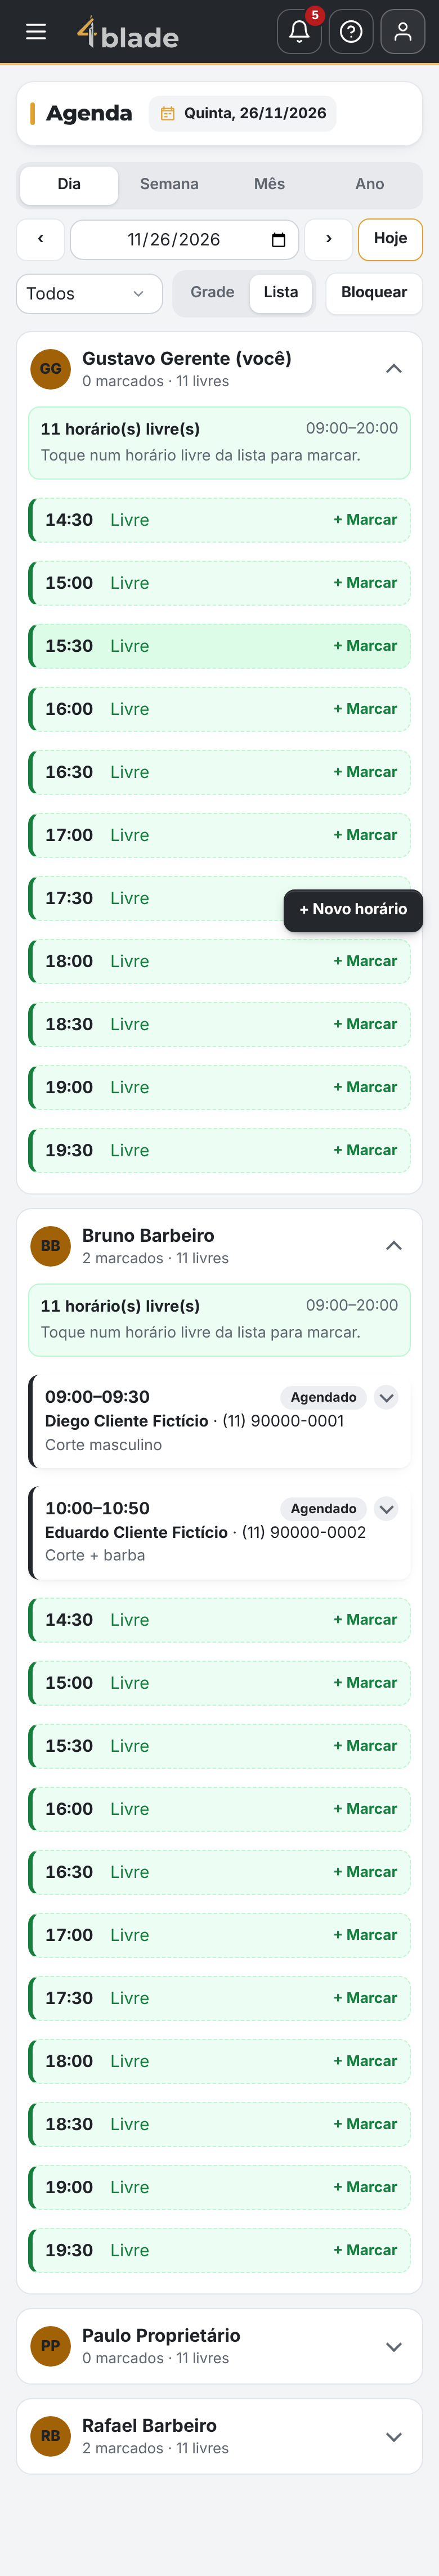 4blade
5
Agenda
Quinta, 26/11/2026
Dia
Semana
Mês
Ano
‹
11/26/2026
›
Hoje
Todos
Grade
Lista
Bloquear
GG
Gustavo Gerente (você)
0 marcados · 11 livres
11 horário(s) livre(s)
09:00–20:00
Toque num horário livre da lista para marcar.
14:30 Livre + Marcar
15:00 Livre + Marcar
15:30 Livre + Marcar
16:00 Livre + Marcar
16:30 Livre + Marcar
17:00 Livre + Marcar
17:30 Livre
+ Novo horário
18:00 Livre + Marcar
18:30 Livre + Marcar
19:00 Livre + Marcar
19:30 Livre + Marcar
BB
Bruno Barbeiro
2 marcados · 11 livres
11 horário(s) livre(s)
09:00–20:00
Toque num horário livre da lista para marcar.
09:00–09:30
Agendado
Diego Cliente Fictício · (11) 90000-0001
Corte masculino
10:00–10:50
Agendado
Eduardo Cliente Fictício · (11) 90000-0002
Corte + barba
14:30 Livre + Marcar
15:00 Livre + Marcar
15:30 Livre + Marcar
16:00 Livre + Marcar
16:30 Livre + Marcar
17:00 Livre + Marcar
17:30 Livre + Marcar
18:00 Livre + Marcar
18:30 Livre + Marcar
19:00 Livre + Marcar
19:30 Livre + Marcar
PP
Paulo Proprietário
0 marcados · 11 livres
RB
Rafael Barbeiro
2 marcados · 11 livres